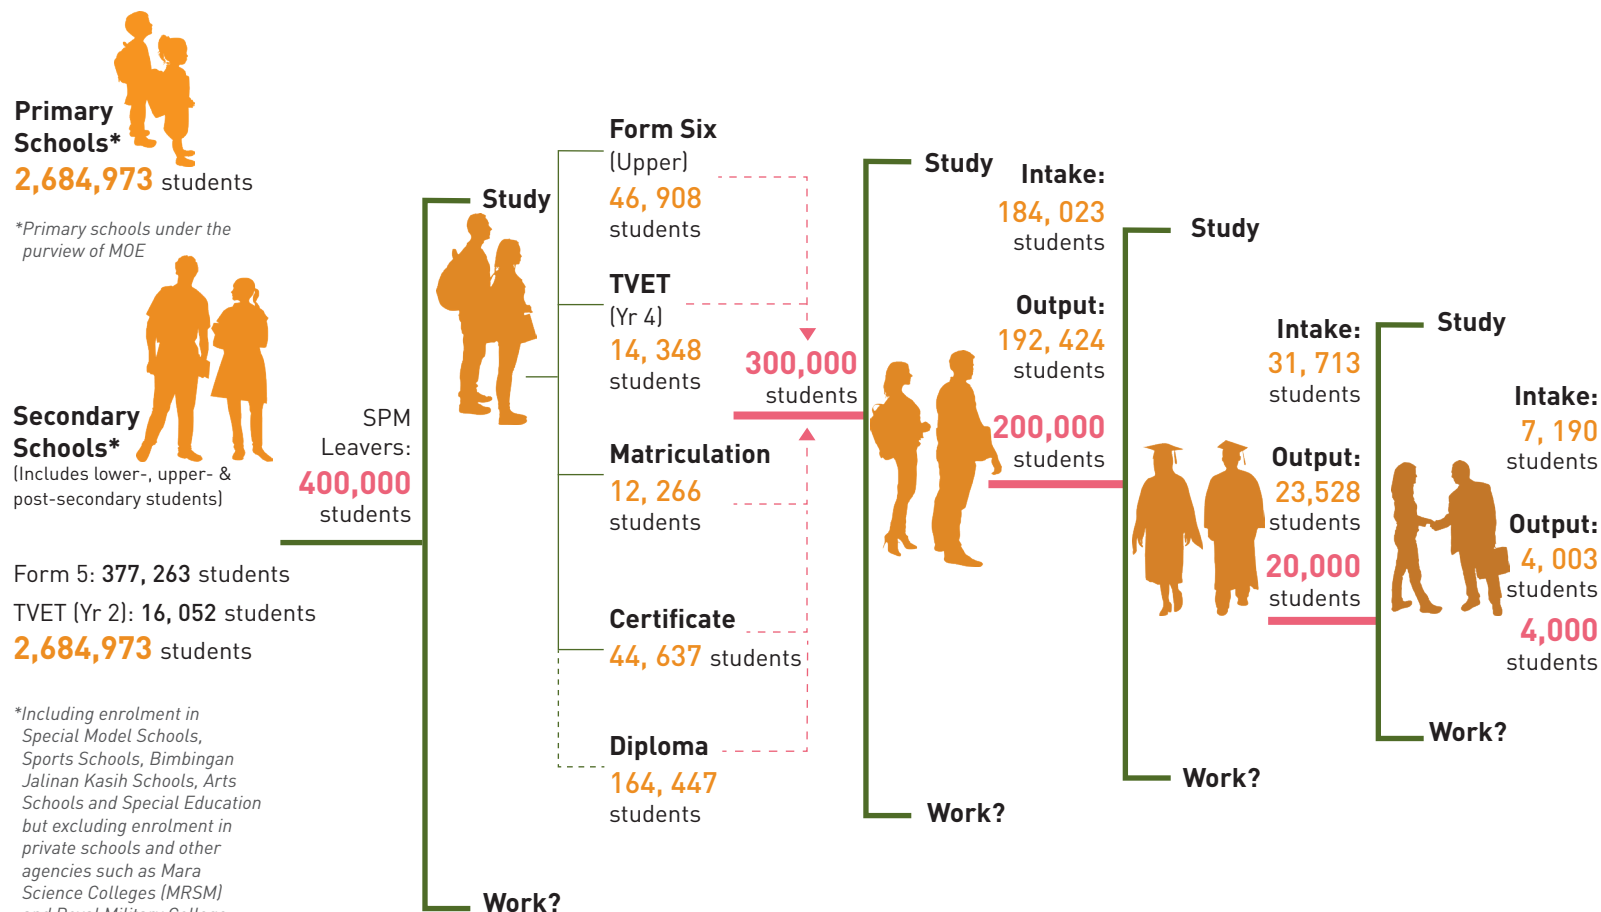 Primary
Schools*
2,684,973 students
*Primary schools under the
purview of MOE
Secondary
Schools*
(Includes lower-, upper- &
post-secondary students)
Form 5: 377, 263 students
TVET (Yr 2): 16, 052 students
2,684,973 students
*Including enrolment in
Special Model Schools,
Sports Schools, Bimbingan
Jalinan Kasih Schools, Arts
Schools and Special Education
but excluding enrolment in
private schools and other
agencies such as Mara
Science Colleges (MRSM)
and Royal Military College
SPM
Leavers:
400,000
students
Study
Work?
Form Six
(Upper)
46, 908
students
TVET
(Yr 4)
14, 348
students
Matriculation
12, 266
students
Certificate
44, 637 students
Diploma
164, 447
students
300,000
students
Study
Work?
Intake:
184, 023
students
Output:
192, 424
students
200,000
students
Study
Work?
Intake:
31, 713
students
Output:
23,528
students
20,000
students
Study
Work?
Intake:
7, 190
students
Output:
4, 003
students
4,000
students